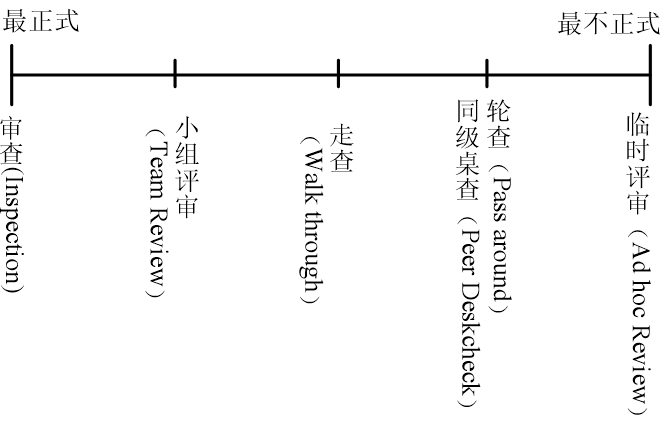 最正式
最不正式
审查(Inspection)
小组评审
（Team Review）
走查
（Walk through）
轮查（Pass around）
同级桌查（Peer Deskcheck）
临时评审（Ad hoc Review）